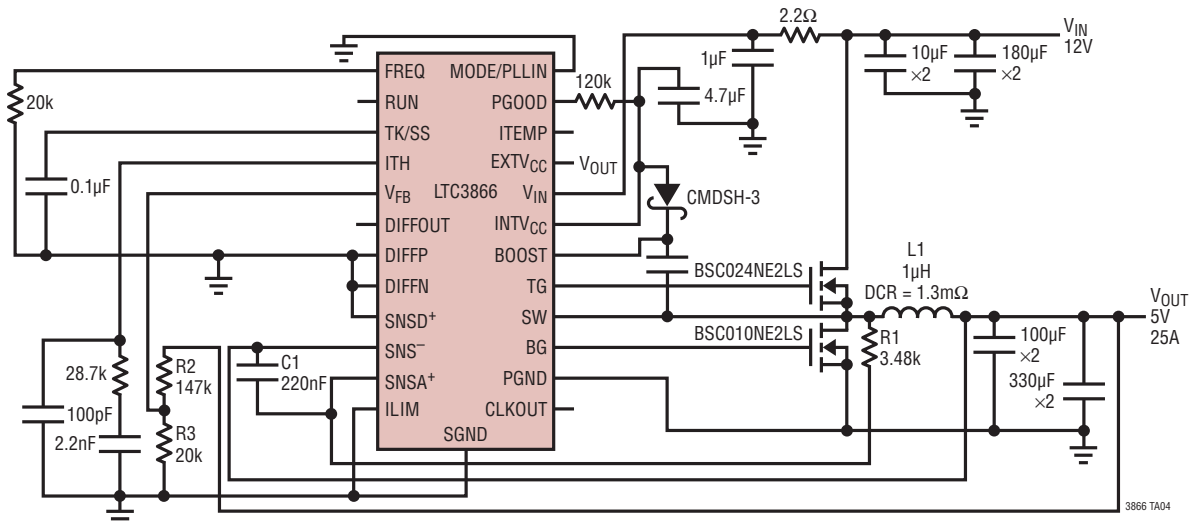 2.2Ω
V_IN
12V
10µF
×2
180µF
×2
1µF
4.7µF
120k
20k
FREQ
MODE/PLLIN
RUN
PGOOD
TK/SS
ITEMP
ITH
EXTV_CC
V_OUT
V_FB
LTC3866
V_IN
CMDSH-3
0.1µF
DIFFOUT
INTV_CC
DIFFP
BOOST
DIFFN
TG
BSC024NE2LS
SNSD+
SW
SNS–
BG
BSC010NE2LS
SNSA+
PGND
ILIM
CLKOUT
SGND
L1
1µH
DCR = 1.3mΩ
V_OUT
5V
25A
R1
3.48k
100µF
×2
330µF
×2
C1
220nF
28.7k
R2
147k
100pF
2.2nF
R3
20k
3866 TA04